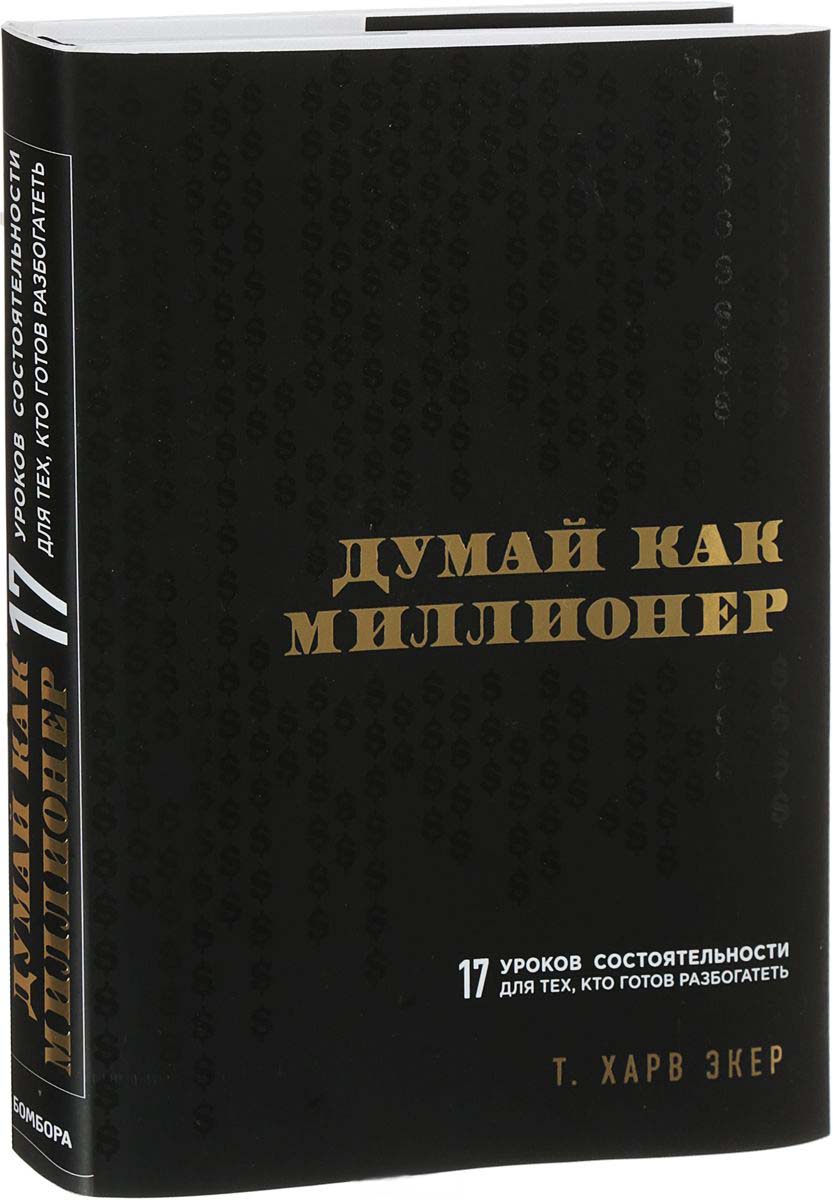 ДУМАЙ КАК
МИЛЛИОНЕР
17 УРОКОВ СОСТОЯТЕЛЬНОСТИ
ДЛЯ ТЕХ, КТО ГОТОВ РАЗБОГАТЕТЬ
Т. ХАРВ ЭКЕР
17 УРОКОВ СОСТОЯТЕЛЬНОСТИ
ДЛЯ ТЕХ, КТО ГОТОВ РАЗБОГАТЕТЬ
ДУМАЙ КАК
МИЛЛИОНЕР
БОМБОРА